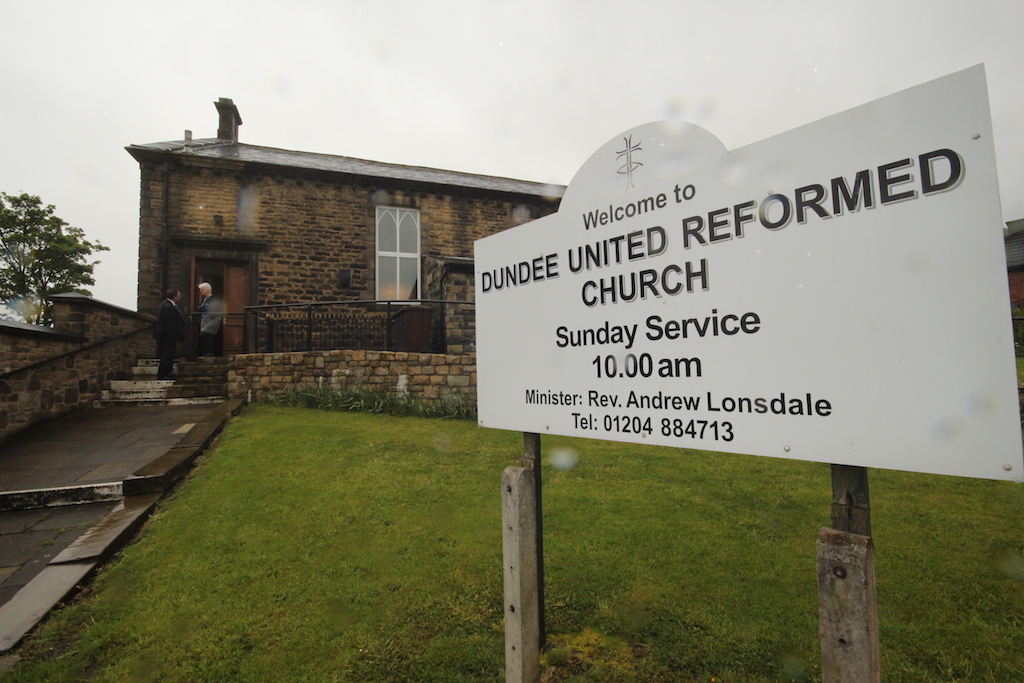 Welcome to
DUNDEE UNITED REFORMED
CHURCH
Sunday Service
10.00 am
Minister: Rev. Andrew Lonsdale
Tel: 01204 884713